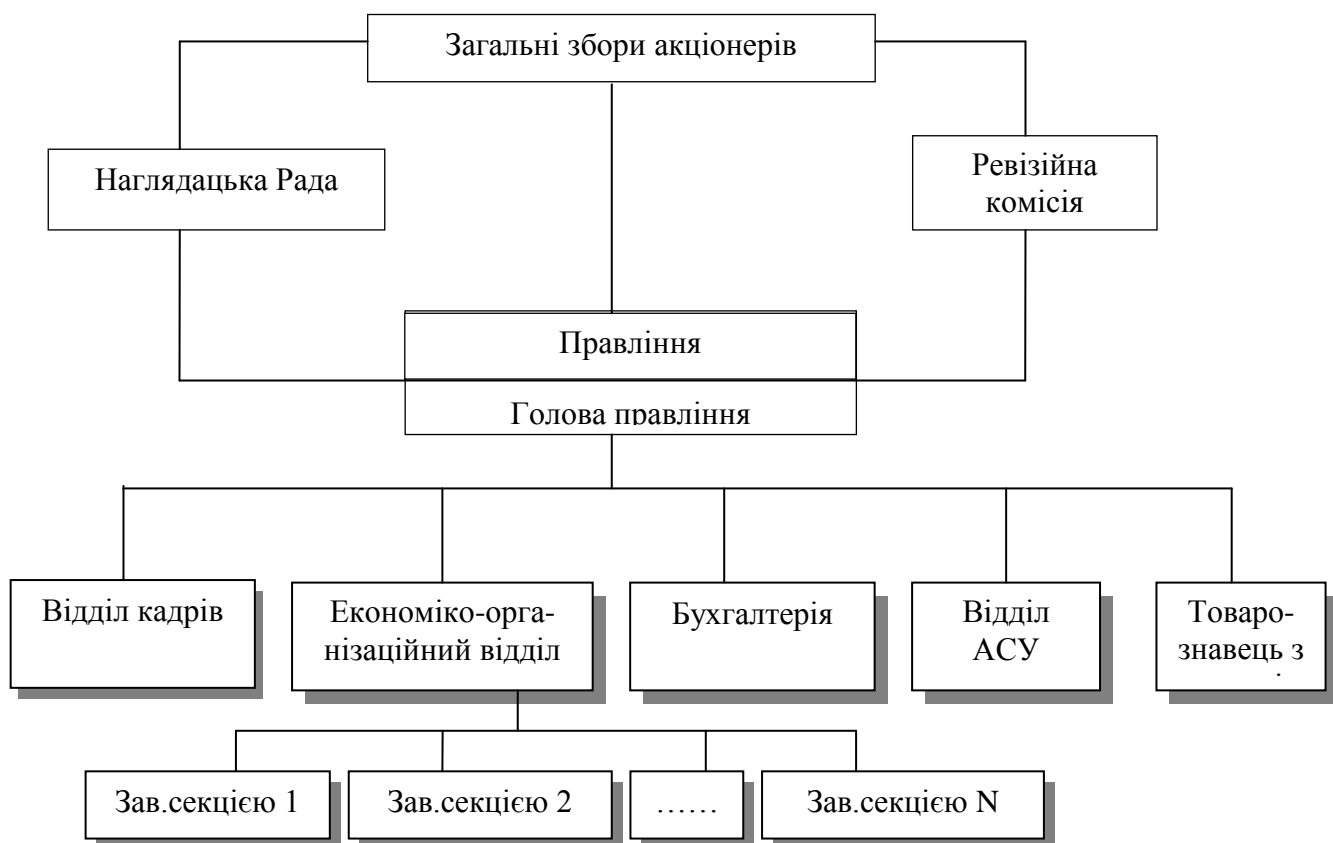 Загальні збори акціонерів
Наглядацька Рада
Ревізійна
комісія
Правління
Голова правління
Відділ кадрів
Економіко-орга-
нізаційний відділ
Бухгалтерія
Відділ
АСУ
Товаро-
знавець з
Зав.секцією 1
Зав.секцією 2
……
Зав.секцією N